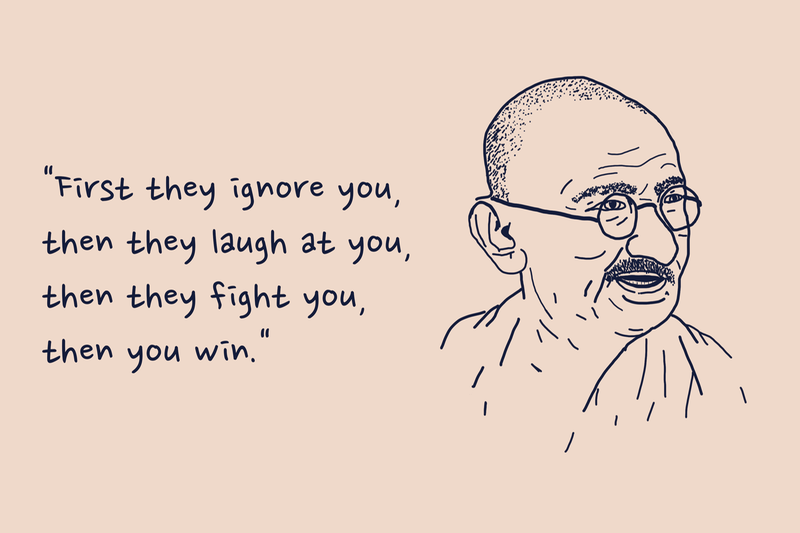 "First they ignore you,
then they laugh at you,
then they fight you,
then you win."